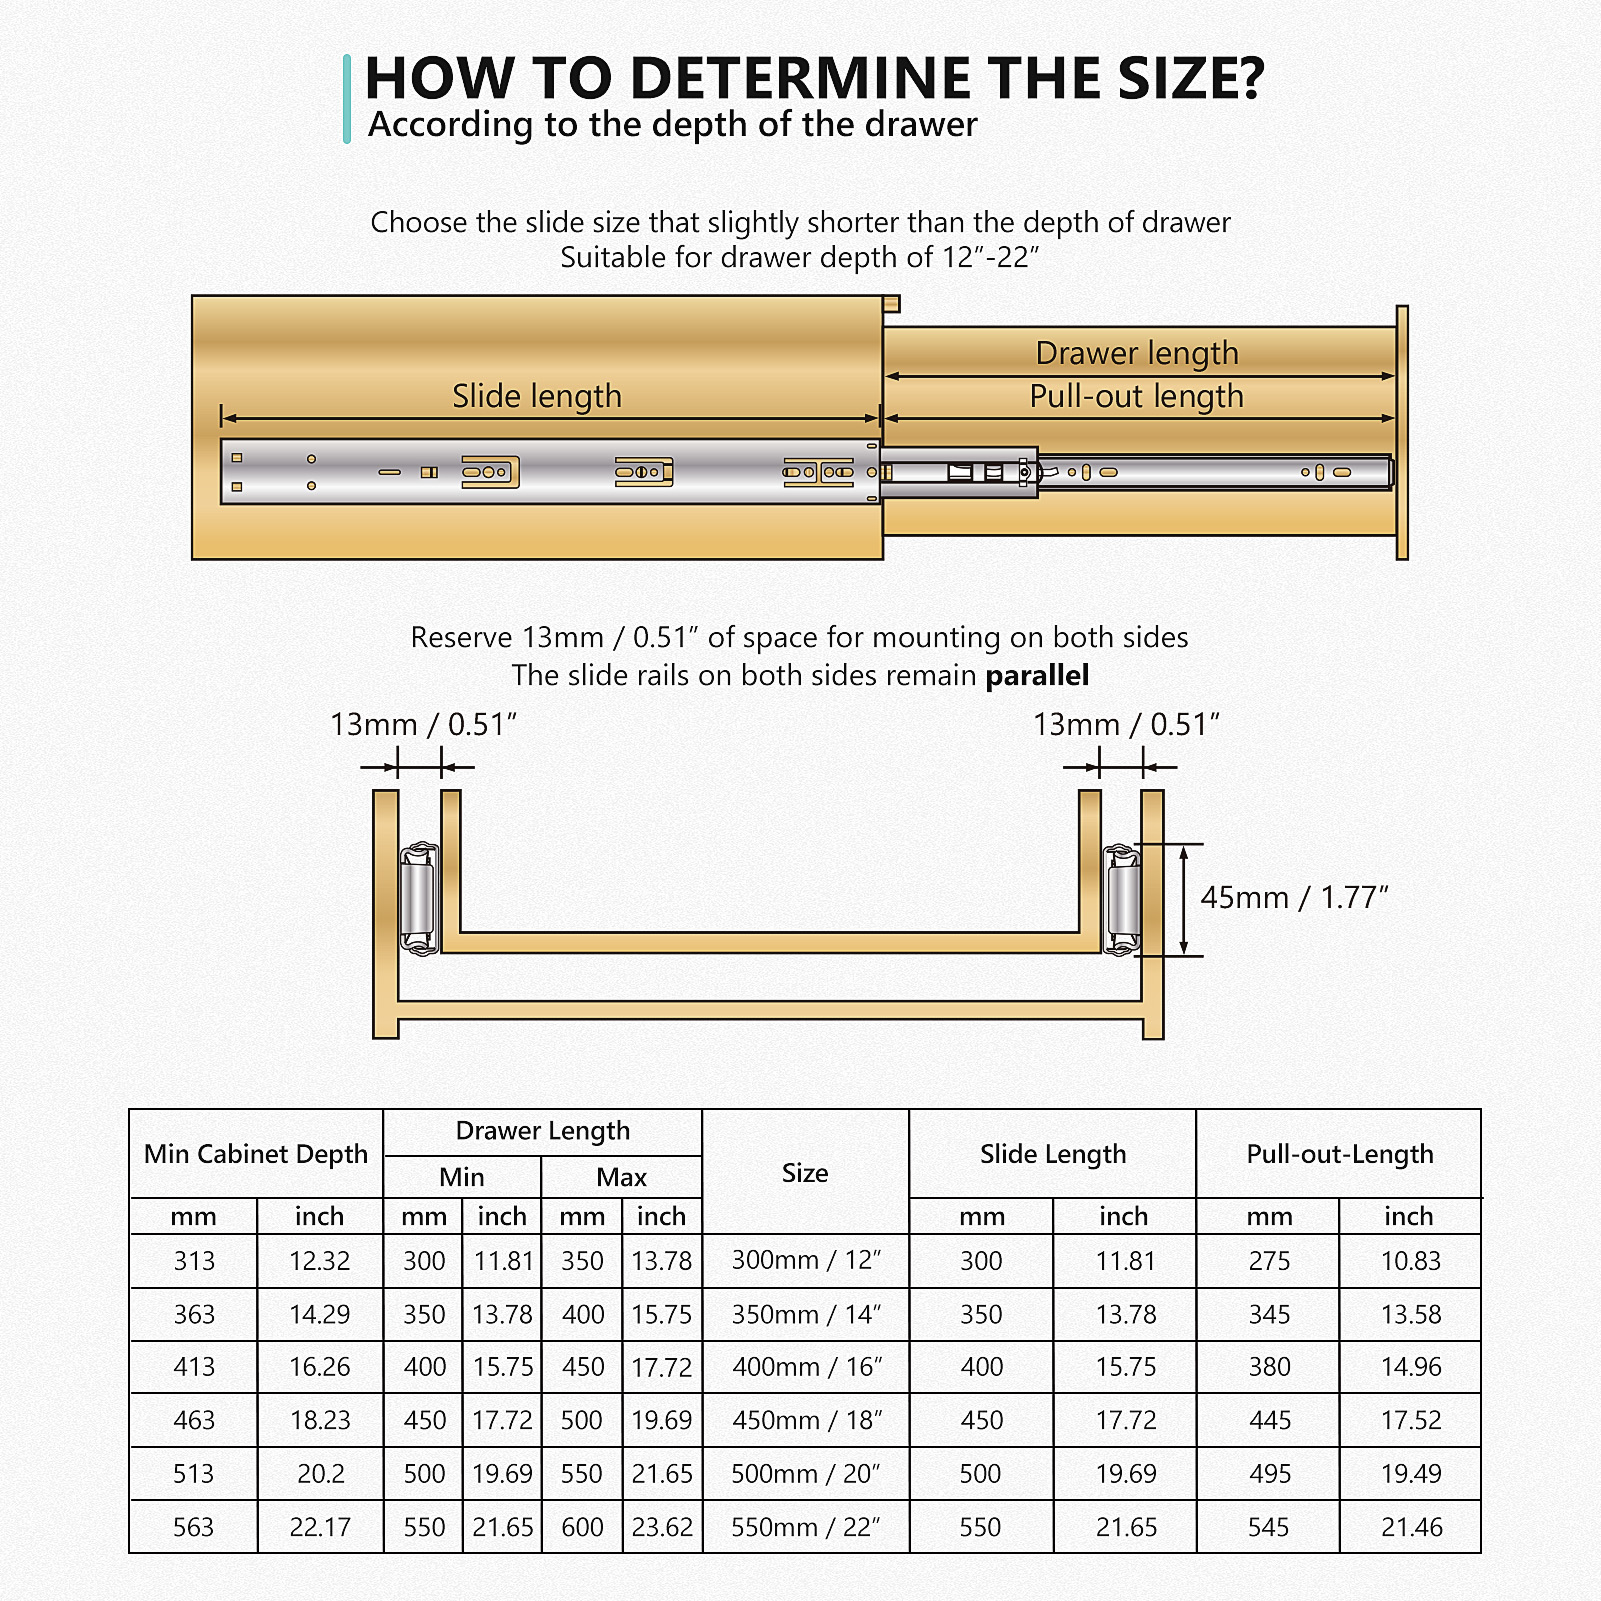 HOW TO DETERMINE THE SIZE?
According to the depth of the drawer
Choose the slide size that slightly shorter than the depth of drawer
Suitable for drawer depth of 12”-22”
Drawer length
Slide length
Pull-out length
Reserve 13mm / 0.51” of space for mounting on both sides
The slide rails on both sides remain parallel
13mm / 0.51”
13mm / 0.51”
45mm / 1.77”
Min Cabinet Depth Drawer Length Size Slide Length Pull-out-Length
Min Max
mm inch mm inch mm inch mm inch mm inch
313 12.32 300 11.81 350 13.78 300mm / 12” 300 11.81 275 10.83
363 14.29 350 13.78 400 15.75 350mm / 14” 350 13.78 345 13.58
413 16.26 400 15.75 450 17.72 400mm / 16” 400 15.75 380 14.96
463 18.23 450 17.72 500 19.69 450mm / 18” 450 17.72 445 17.52
513 20.2 500 19.69 550 21.65 500mm / 20” 500 19.69 495 19.49
563 22.17 550 21.65 600 23.62 550mm / 22” 550 21.65 545 21.46